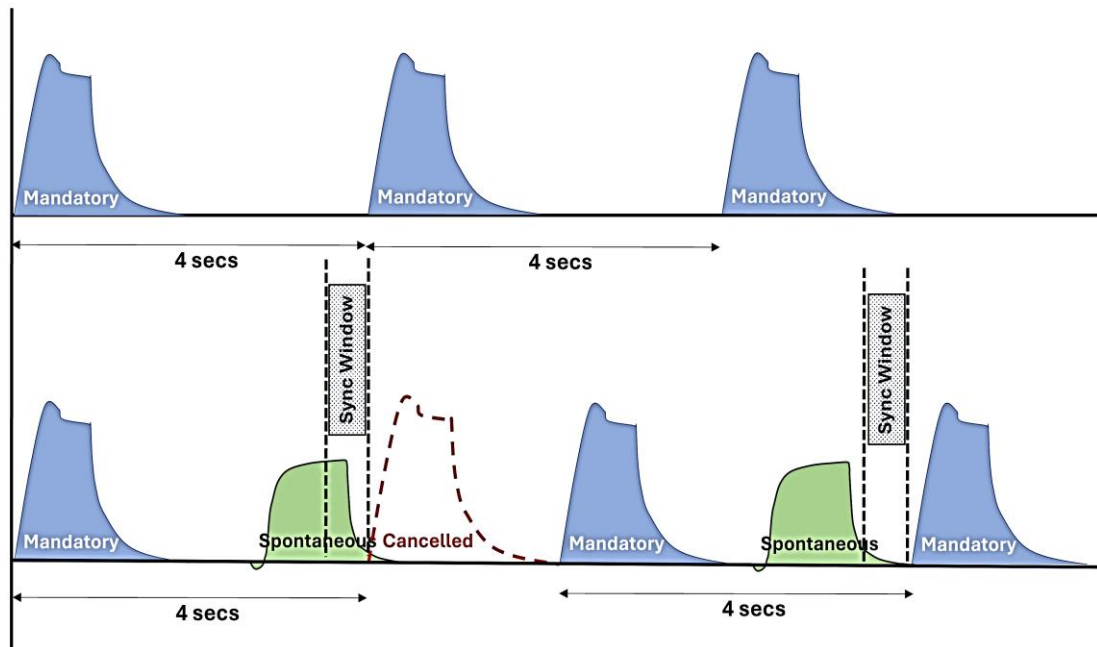 Mandatory
Mandatory
Mandatory
4 secs
4 secs
Sync Window
Sync Window
Mandatory
Spontaneous
Cancelled
Mandatory
Spontaneous
Mandatory
4 secs
4 secs